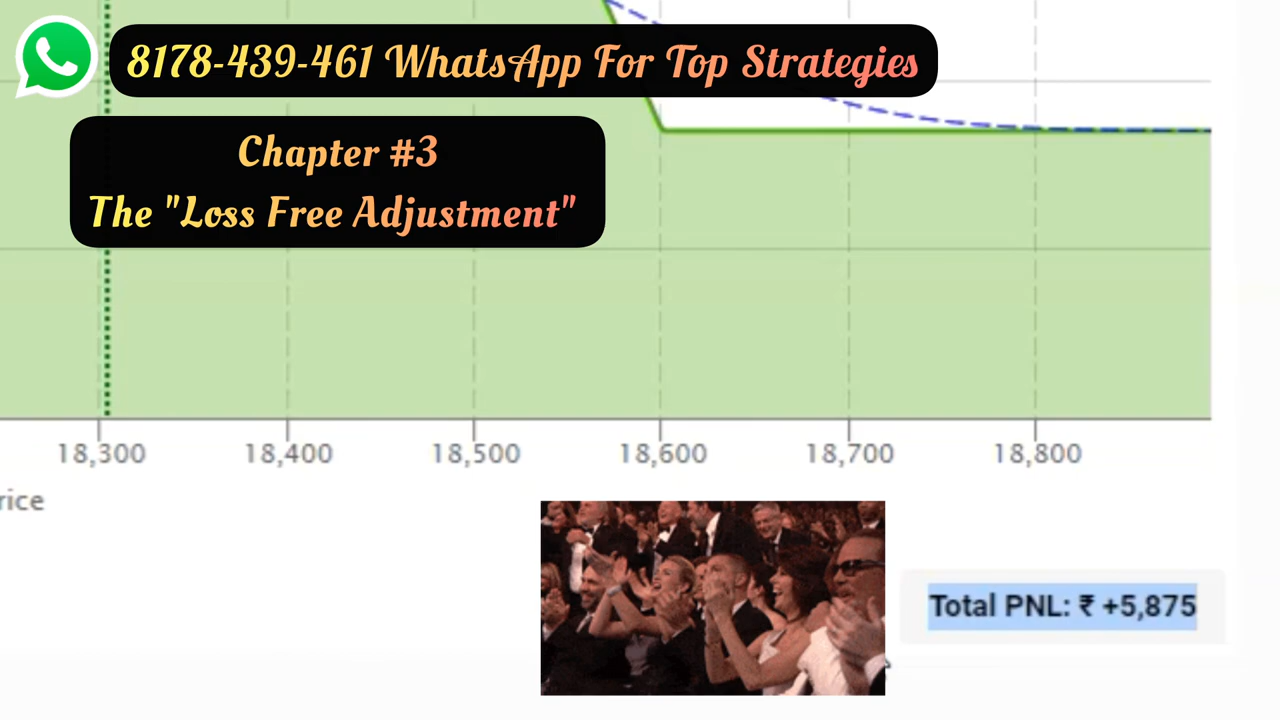 8178-439-461 WhatsApp For Top Strategies
Chapter #3
The "Loss Free Adjustment"
18,300 18,400 18,500 18,600 18,700 18,800
rice
Total PNL: ₹ +5,875